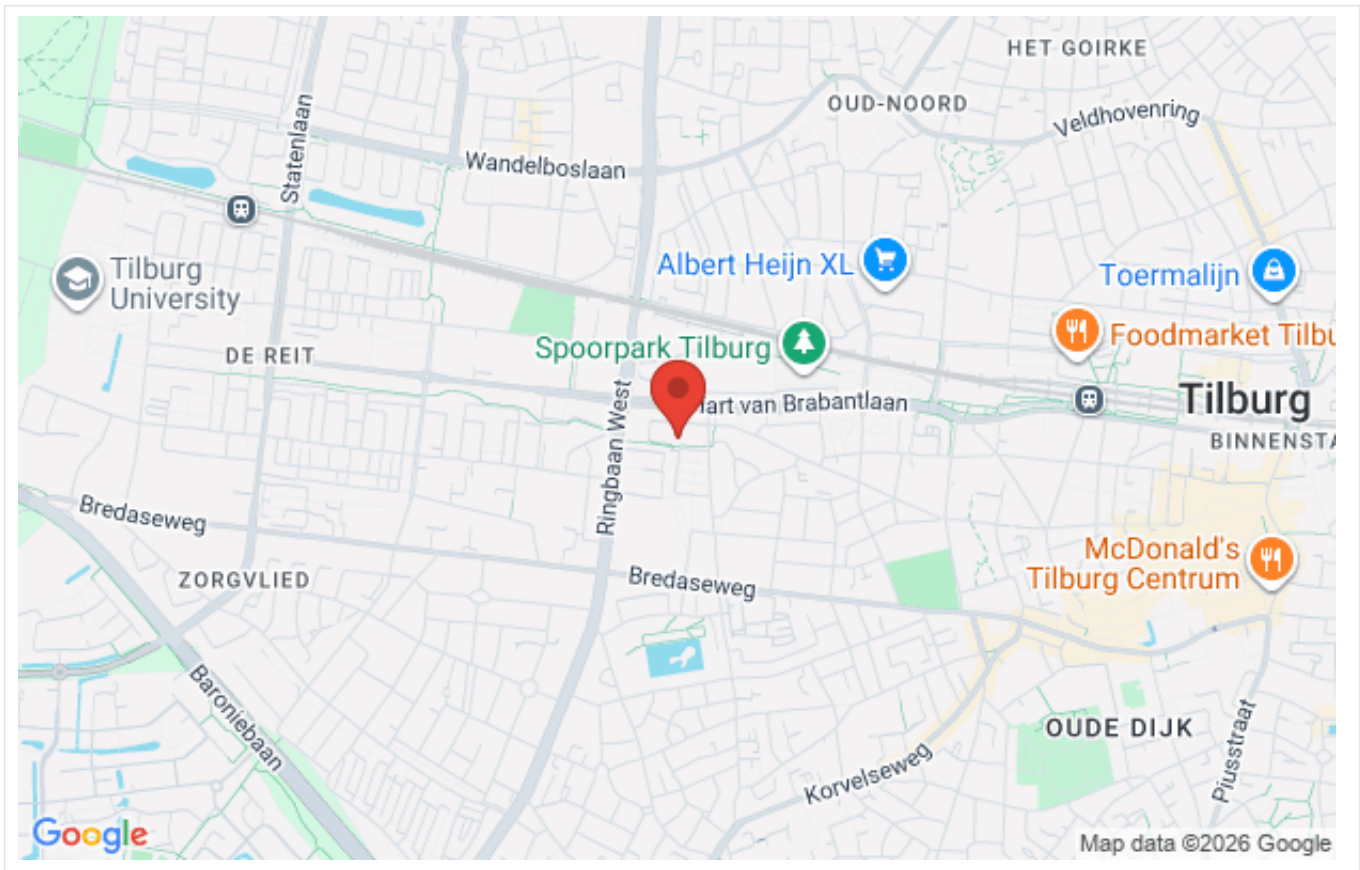 HET GOIRKE
OUD-NOORD
Veldhovenring
Statenlaan
Wandelboslaan
Albert Heijn XL
Toermalijn
Tilburg
University
Foodmarket Tilbu
DE REIT
Spoorpark Tilburg
Ringbaan West
Hart van Brabantlaan
Tilburg
BINNENSTA
Bredaseweg
McDonald's
Tilburg Centrum
ZORGVLIED
Bredaseweg
Baroniebaan
OUDE DIJK
Piusstraat
Korvelseweg
Google
Map data ©2026 Google